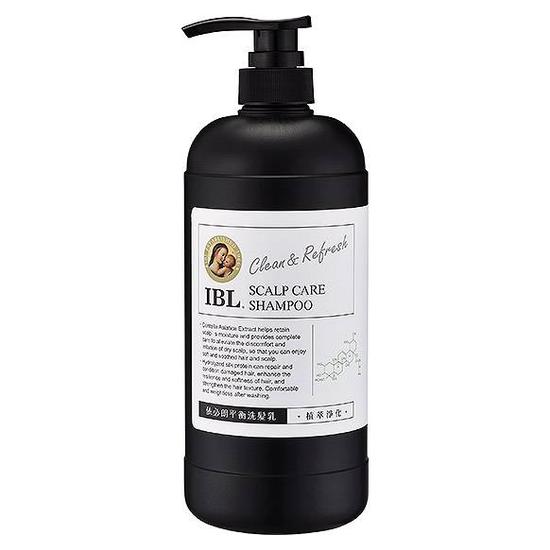 Clean & Refresh
IBL®
SCALP CARE
SHAMPOO
· Centella Asiatica Extract helps retain
scalp's moisture and provides complete
care to alleviate the discomfort and
irritation of dry scalp, so that you can enjoy
soft and soothed hair and scalp.
· Hydrolyzed silk protein can repair and
condition damaged hair, enhance the
resilience and softness of hair, and
strengthen the hair texture. Comfortable
and weightless after washing.
依必朗平衡洗髮乳
·植萃淨化·